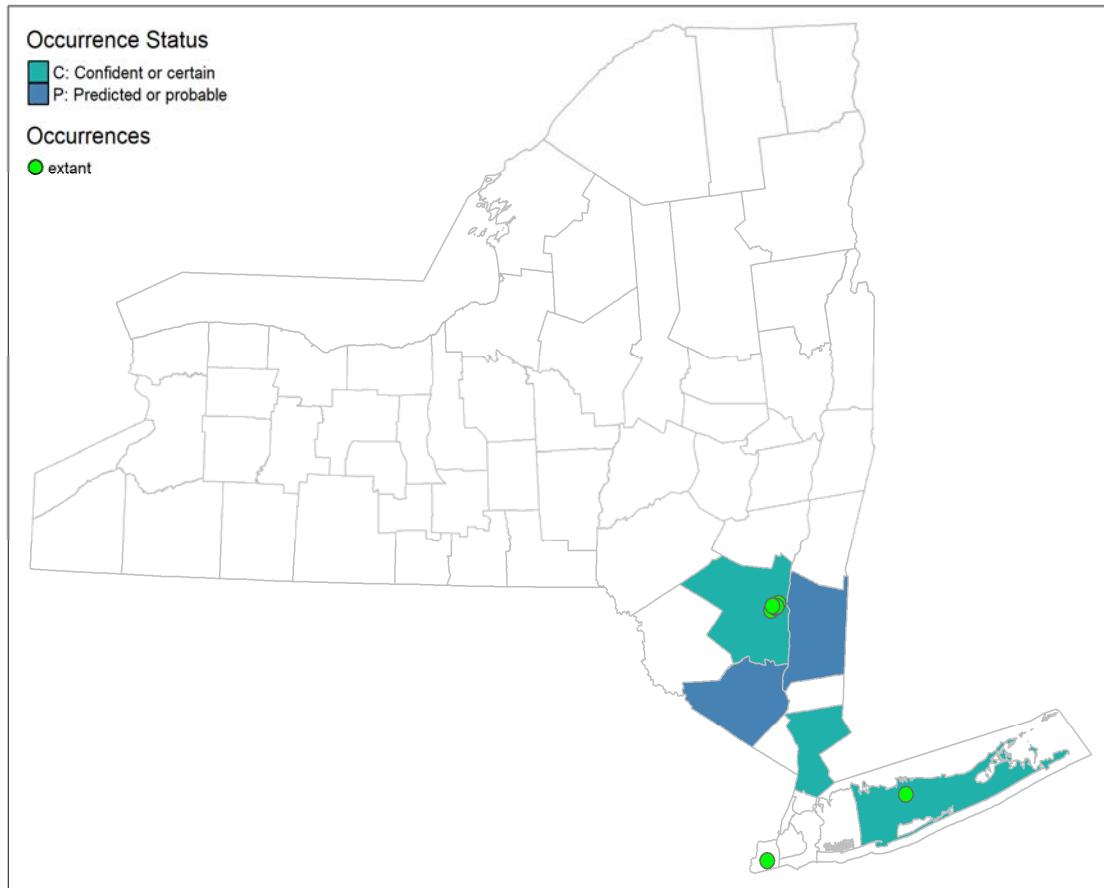 Occurrence Status
C: Confident or certain
P: Predicted or probable
Occurrences
extant